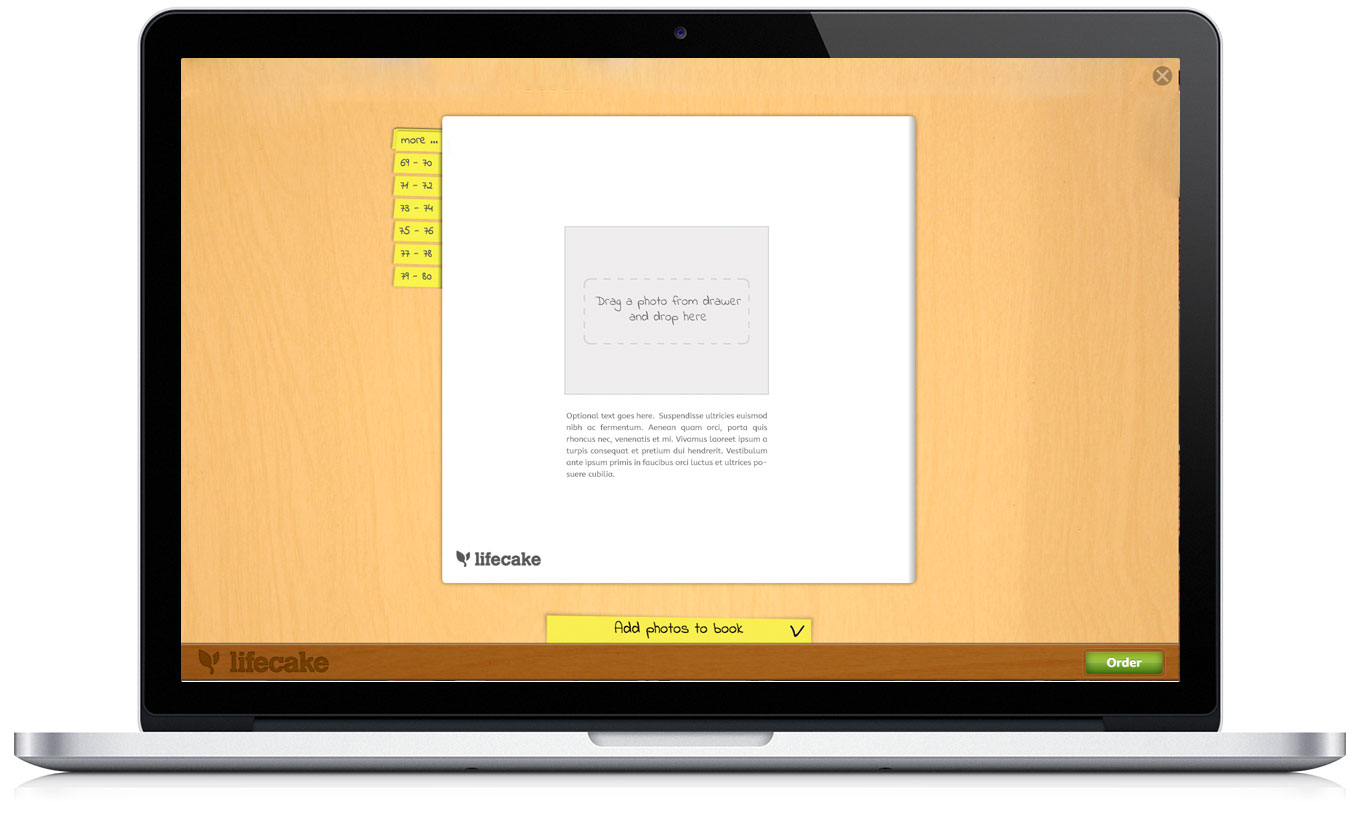 more ...
69 - 70
71 - 72
73 - 74
75 - 76
77 - 78
79 - 80
Drag a photo from drawer
and drop here
Optional text goes here. Suspendisse ultricies euismod
nibh ac fermentum. Aenean quam orci, porta quis
rhoncus nec, venenatis et mi. Vivamus laoreet ipsum a
turpis consequat et pretium dui hendrerit. Vestibulum
ante ipsum primis in faucibus orci luctus et ultrices po-
suere cubilia.
lifecake
Add photos to book
lifecake
Order